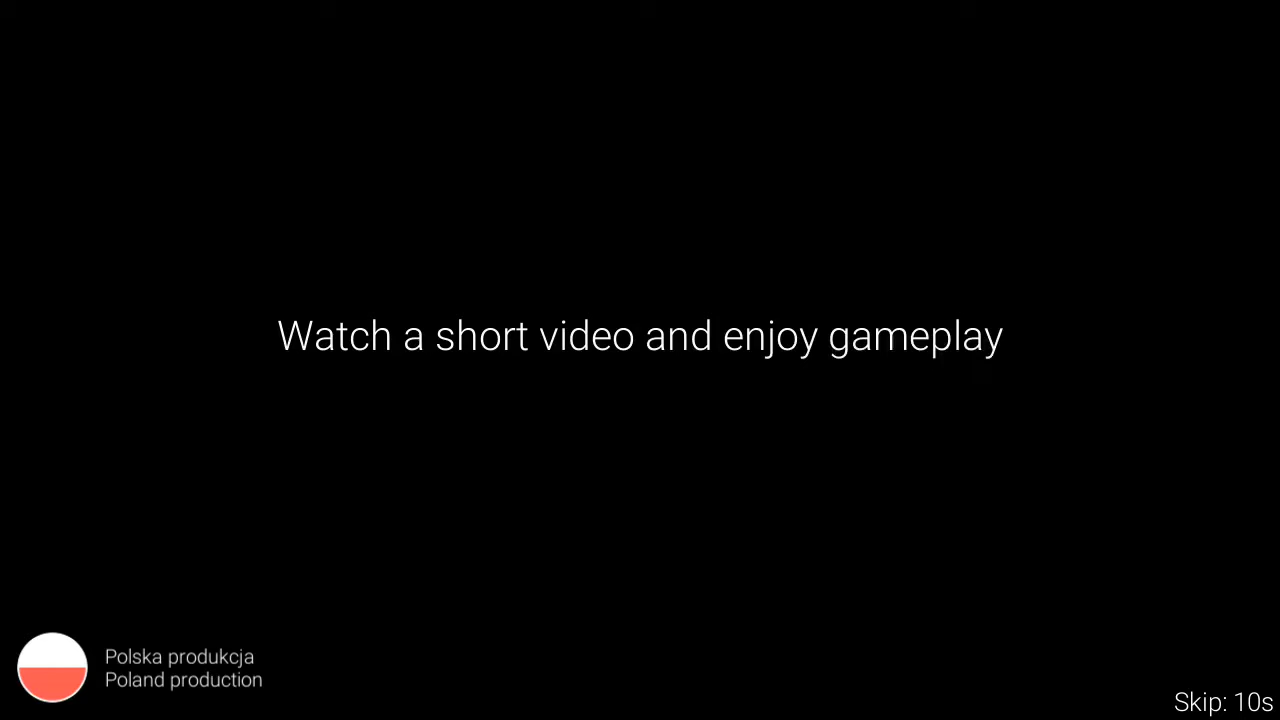 Watch a short video and enjoy gameplay
Polska produkcja
Poland production
Skip: 10s